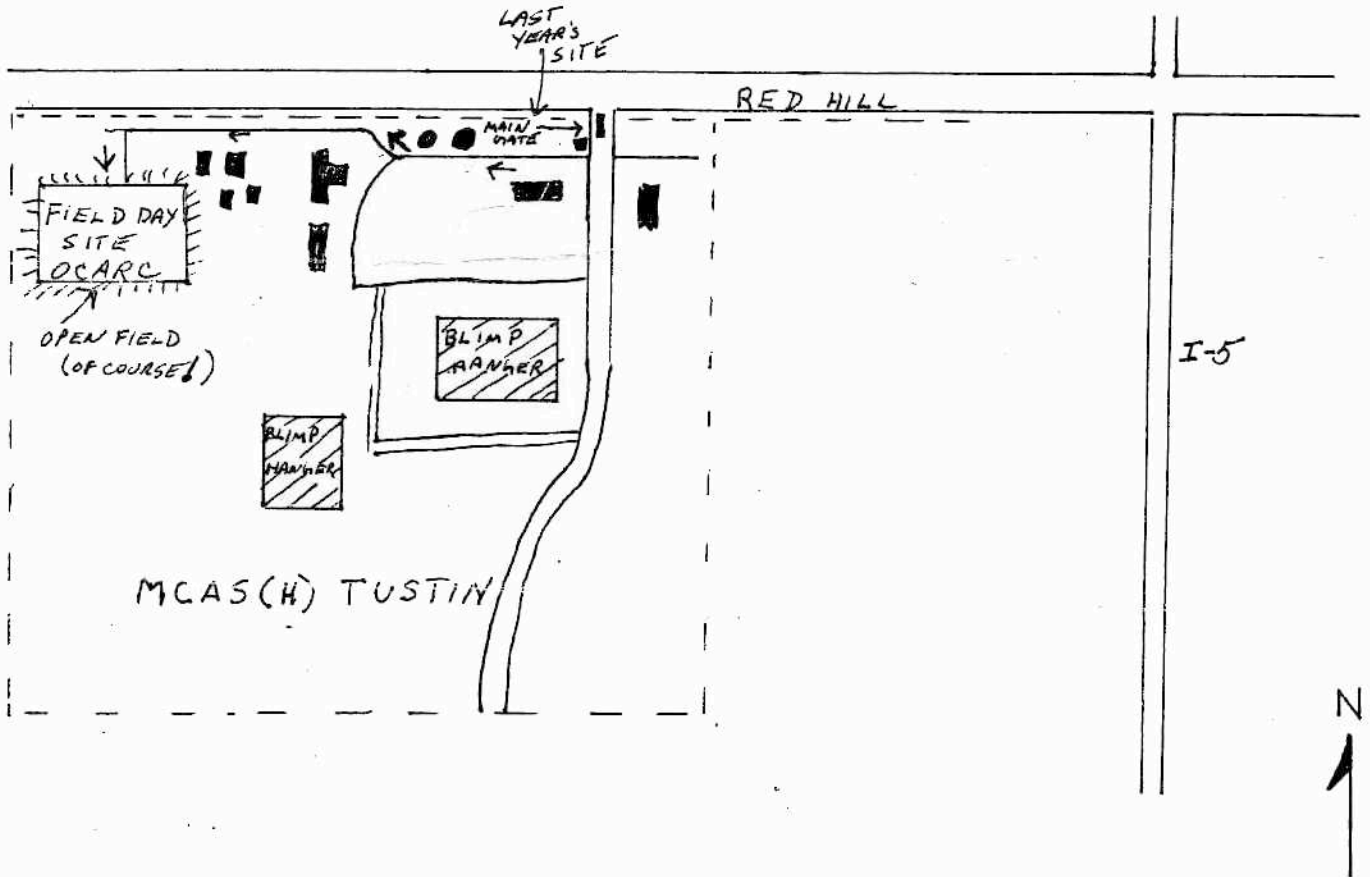 LAST
YEAR'S
SITE
RED HILL
MAIN
GATE
FIELD DAY
SITE
OCARC
OPEN FIELD
(OF COURSE!)
BLIMP
AANGER
I-5
BLIMP
HANGER
MCAS(H) TUSTIN
N